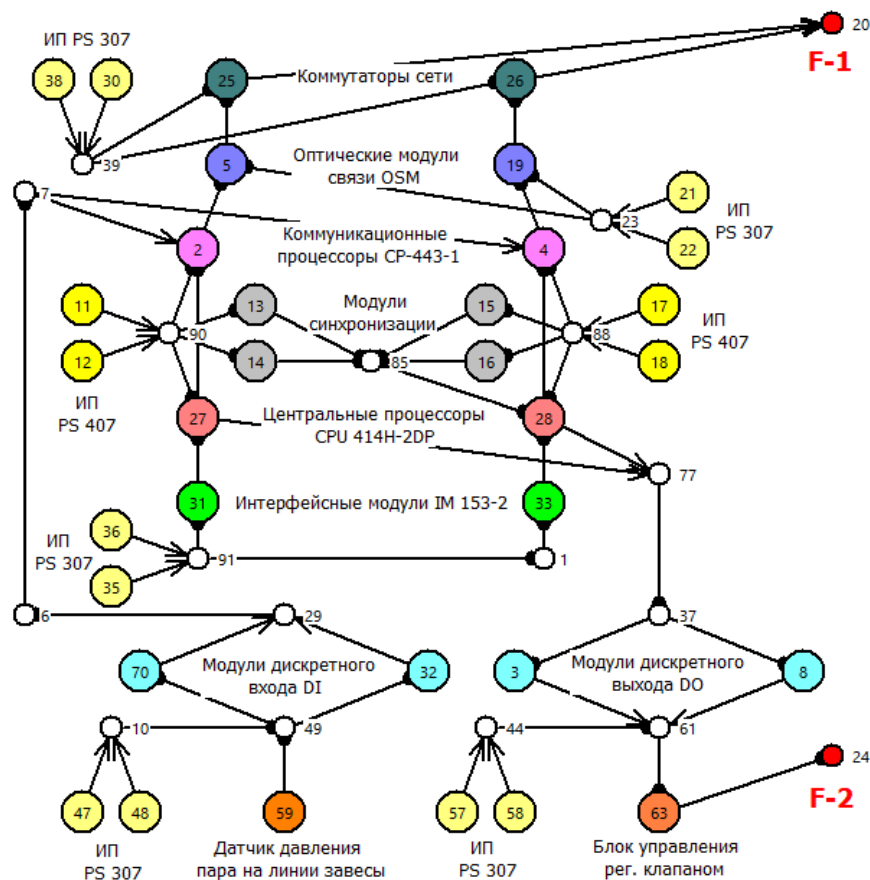 20
ИП PS 307
F-1
38
30
25
Коммутаторы сети
26
39
5
Оптические модули
связи OSM
19
7
21
23
ИП
PS 307
22
2
Коммуникационные
процессоры CP-443-1
4
11
13
Модули
синхронизации
15
17
90
88
ИП
PS 407
12
14
85
16
18
ИП
PS 407
27
Центральные процессоры
CPU 414H-2DP
28
77
31
Интерфейсные модули IM 153-2
33
36
ИП
PS 307
91
1
35
6
29
37
70
Модули дискретного
входа DI
32
3
Модули дискретного
выхода DO
8
10
49
44
61
24
F-2
47
48
59
57
58
63
ИП
PS 307
Датчик давления
пара на линии завесы
ИП
PS 307
Блок управления
рег. клапаном